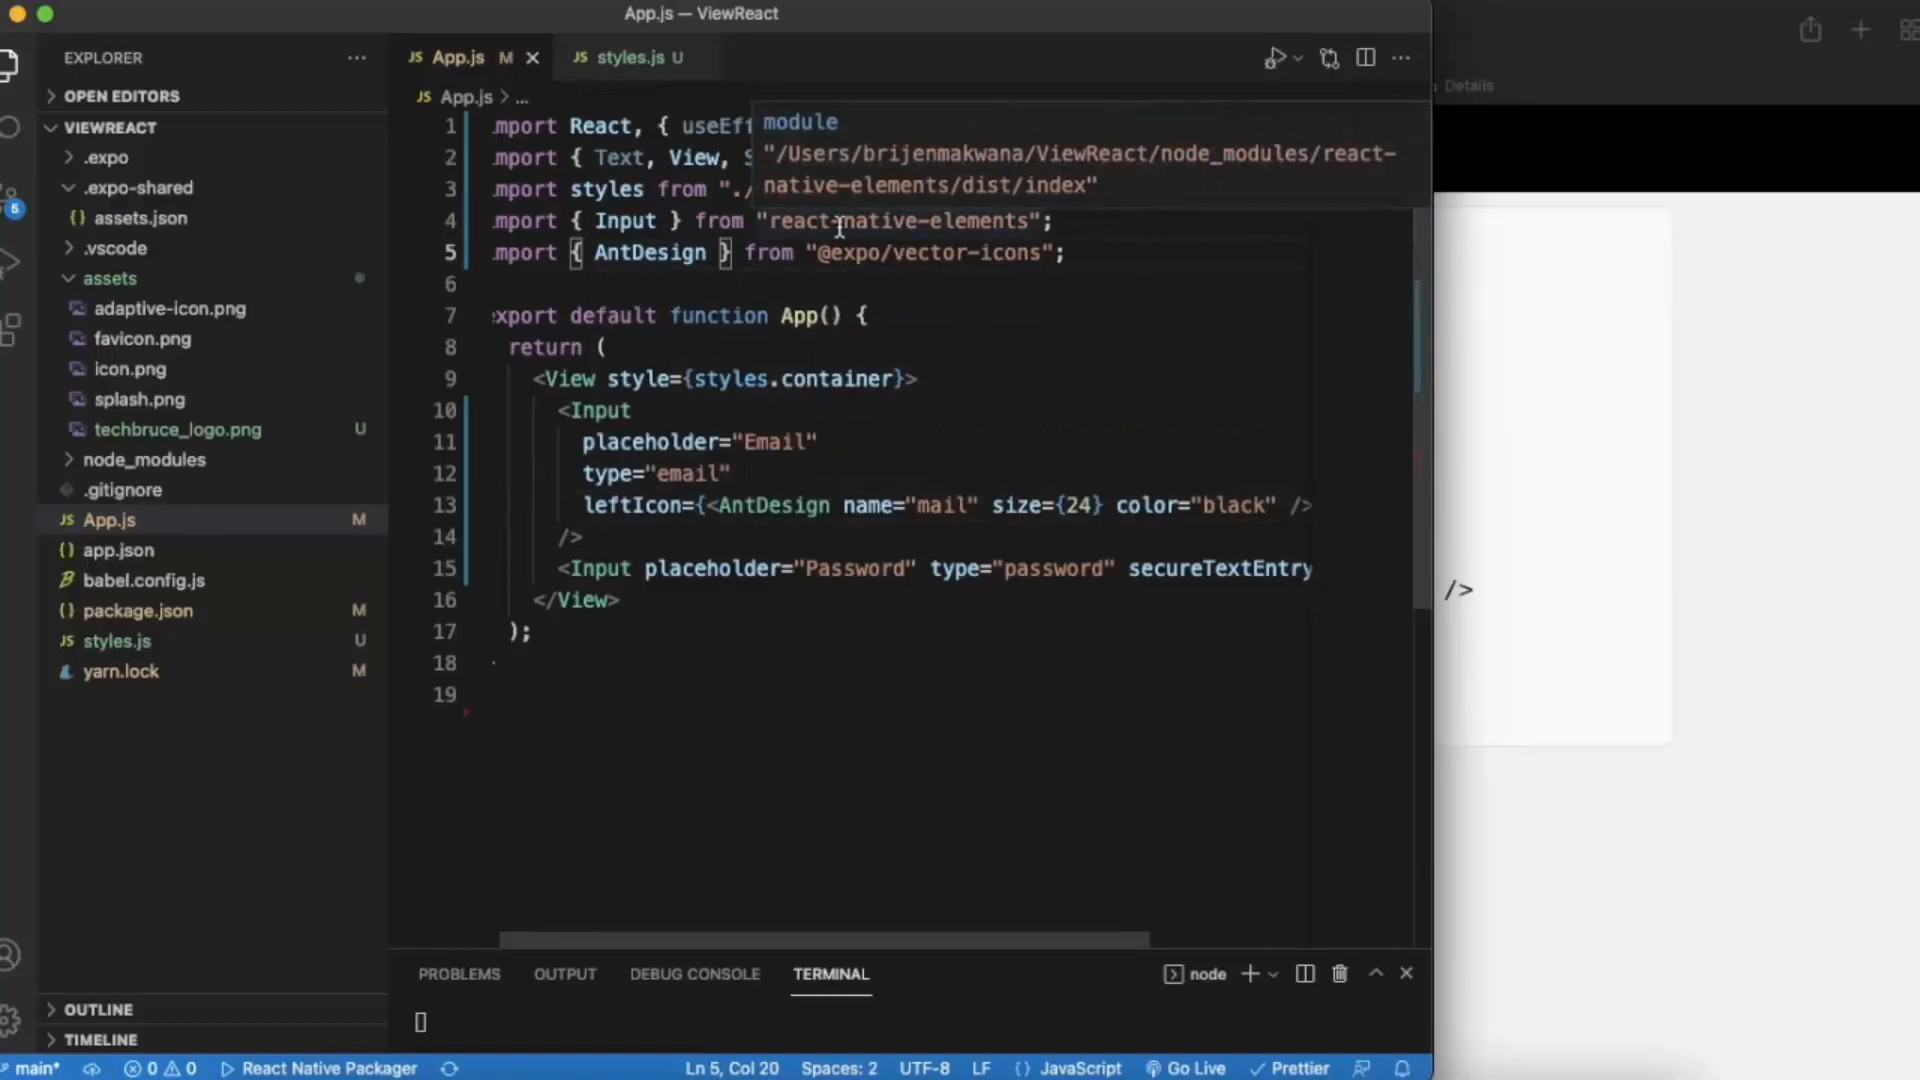 App.js — ViewReact
EXPLORER
OPEN EDITORS
VIEWREACT
.expo
.expo-shared
{} assets.json
.vscode
assets
adaptive-icon.png
favicon.png
icon.png
splash.png
techbruce_logo.png U
node_modules
.gitignore
JS App.js M
{} app.json
babel.config.js
{} package.json M
JS styles.js U
yarn.lock M
OUTLINE
TIMELINE
5
JS App.js M
JS styles.js U
JS App.js > ...
module
"/Users/brijenmakwana/ViewReact/node_modules/react-
native-elements/dist/index"
1 mport React, { useEff
2 mport { Text, View, S
3 mport styles from "./
4 mport { Input } from "react-native-elements";
5 mport { AntDesign } from "@expo/vector-icons";
6
7 xport default function App() {
8 return (
9 <View style={styles.container}>
10 <Input
11 placeholder="Email"
12 type="email"
13 leftIcon={<AntDesign name="mail" size={24} color="black" />
14 />
15 <Input placeholder="Password" type="password" secureTextEntry
16 </View>
17 );
18
19
PROBLEMS OUTPUT DEBUG CONSOLE TERMINAL
node
main* 0 0 React Native Packager
Ln 5, Col 20 Spaces: 2 UTF-8 LF {} JavaScript Go Live Prettier
Details
/>